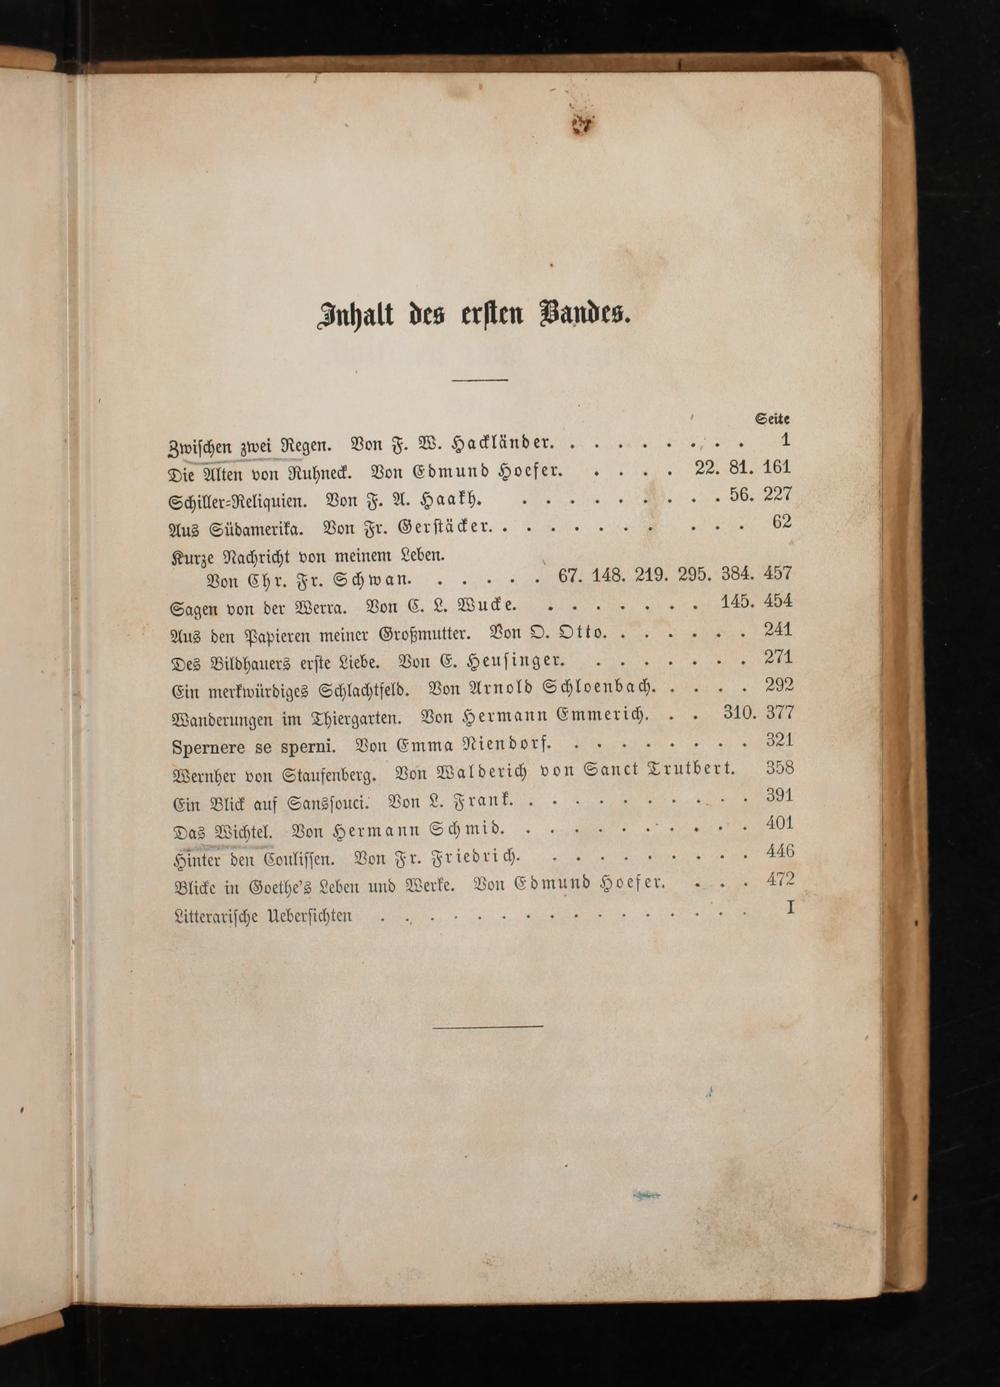 Inhalt des ersten Bandes.
Seite
Zwischen zwei Regen. Von F. W. Hackländer. . . . . . . . . 1
Die Alten von Ruhneck. Von Edmund Hoefer. . . . . 22. 81. 161
Schiller-Reliquien. Von F. A. Haakh. . . . . . . . . . 56. 227
Aus Südamerika. Von Fr. Gerstäcker. . . . . . . . . . . 62
Kurze Nachricht von meinem Leben.
Von Chr. Fr. Schwan. . . . . . 67. 148. 219. 295. 384. 457
Sagen von der Werra. Von C. L. Wucke. . . . . . . . 145. 454
Aus den Papieren meiner Großmutter. Von O. Otto. . . . . . . 241
Des Bildhauers erste Liebe. Von E. Heusinger. . . . . . . . 271
Ein merkwürdiges Schlachtfeld. Von Arnold Schloenbach. . . . . 292
Wanderungen im Thiergarten. Von Hermann Emmerich. . . 310. 377
Spernere se sperni. Von Emma Niendorf. . . . . . . . . 321
Wernher von Staufenberg. Von Walderich von Sanct Trutbert. 358
Ein Blick auf Sanssouci. Von L. Frank. . . . . . . . . . . 391
Das Wichtel. Von Hermann Schmid. . . . . . . . . . . 401
Hinter den Coulissen. Von Fr. Friedrich. . . . . . . . . . 446
Blicke in Goethe's Leben und Werke. Von Edmund Hoefer. . . . 472
Litterarische Uebersichten . . . . . . . . . . . . . . . I